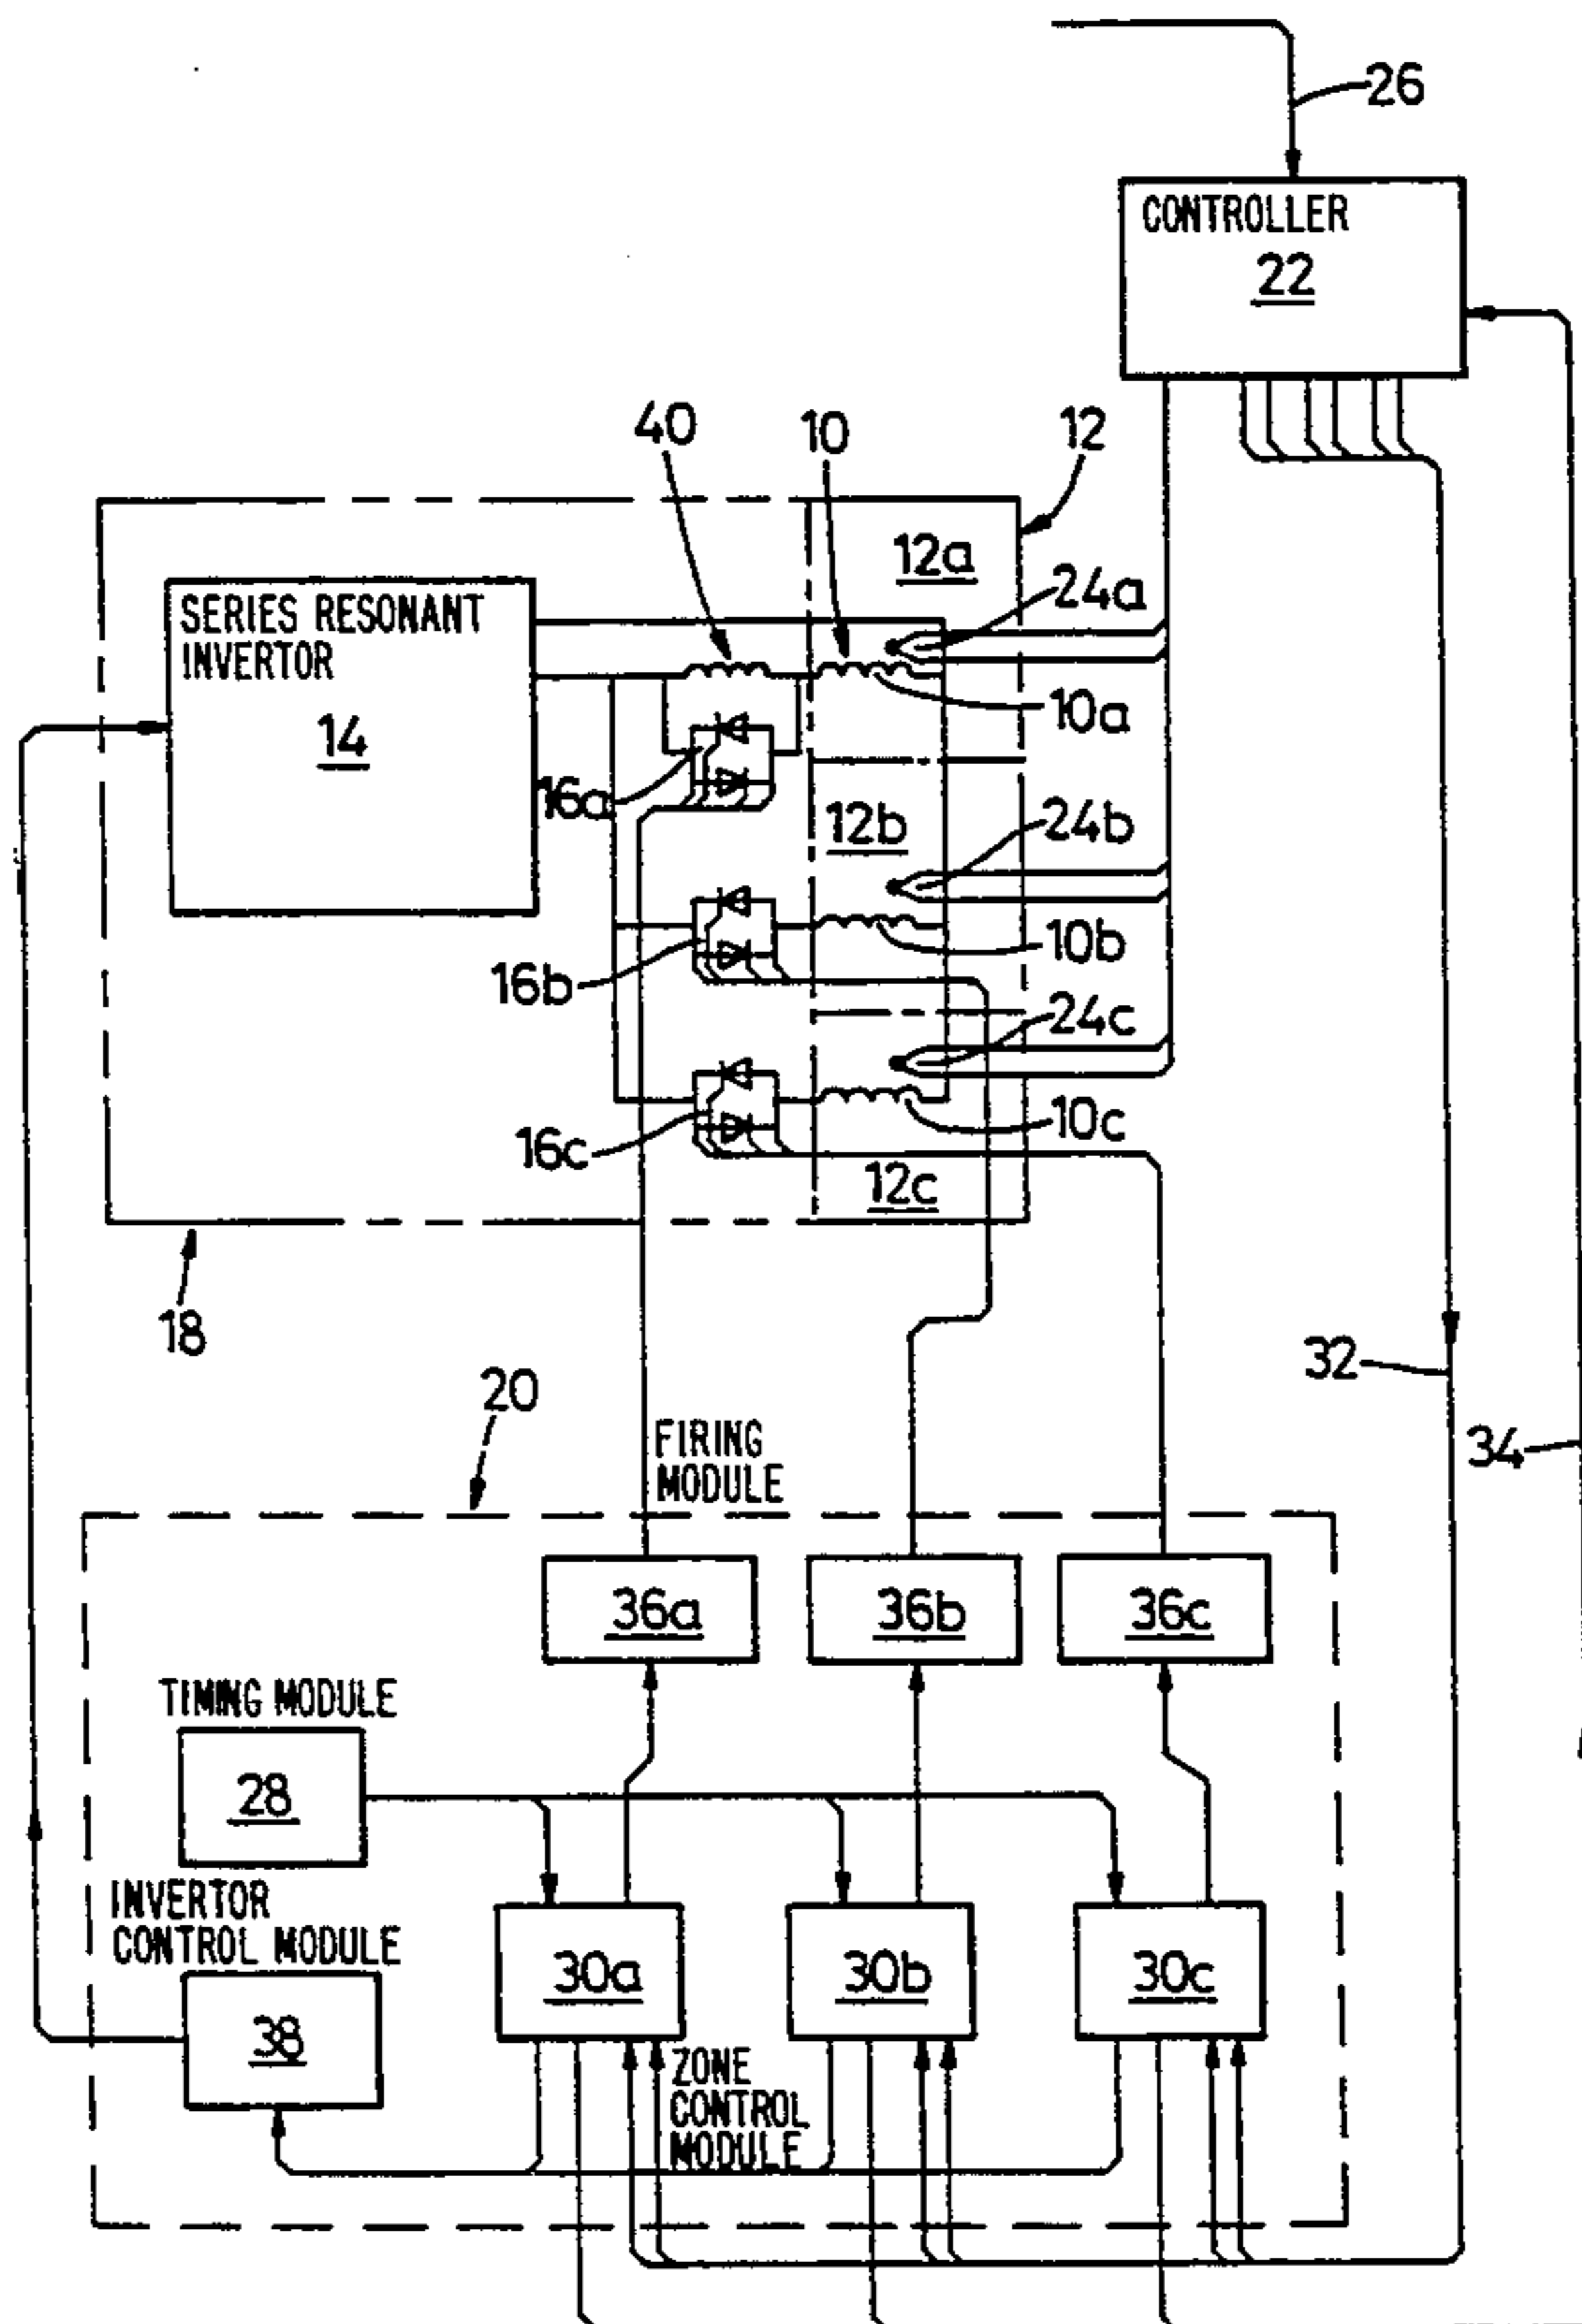 26
CONTROLLER
22
40
10
12
12a
24a
SERIES RESONANT
INVERTOR
14
10a
16a
12b
24b
10b
16b
24c
10c
16c
12c
18
32
20
34
FIRING
MODULE
36a
36b
36c
TIMING MODULE
28
INVERTOR
CONTROL MODULE
30a
30b
30c
38
ZONE
CONTROL
MODULE